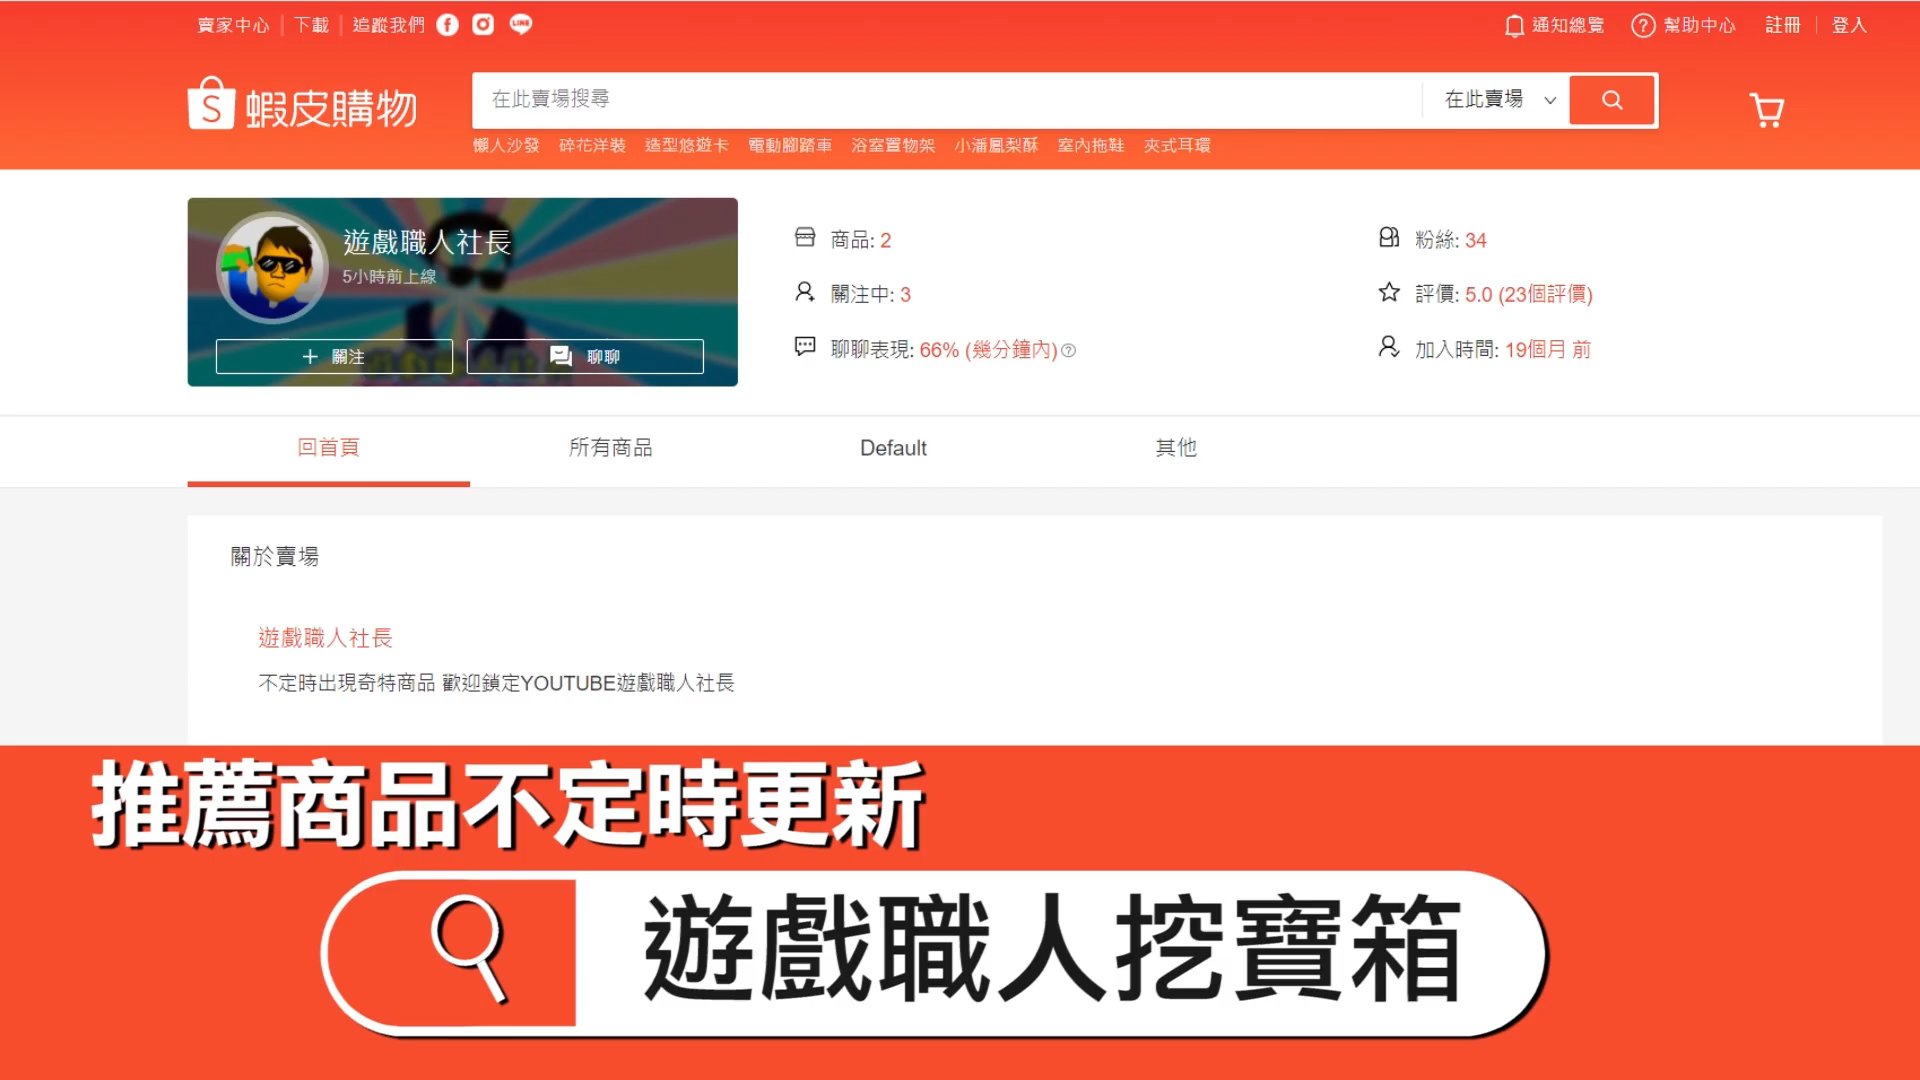 賣家中心 下載 追蹤我們
通知總覽 幫助中心 註冊 登入
蝦皮購物
在此賣場搜尋 在此賣場
懶人沙發 碎花洋裝 造型悠遊卡 電動腳踏車 浴室置物架 小潘鳳梨酥 室內拖鞋 夾式耳環
遊戲職人社長
5小時前上線
+ 關注 聊聊
商品: 2
粉絲: 34
關注中: 3
評價: 5.0 (23個評價)
聊聊表現: 66% (幾分鐘內)
加入時間: 19個月 前
回首頁 所有商品 Default 其他
關於賣場
遊戲職人社長
不定時出現奇特商品 歡迎鎖定YOUTUBE遊戲職人社長
推薦商品不定時更新
遊戲職人挖寶箱